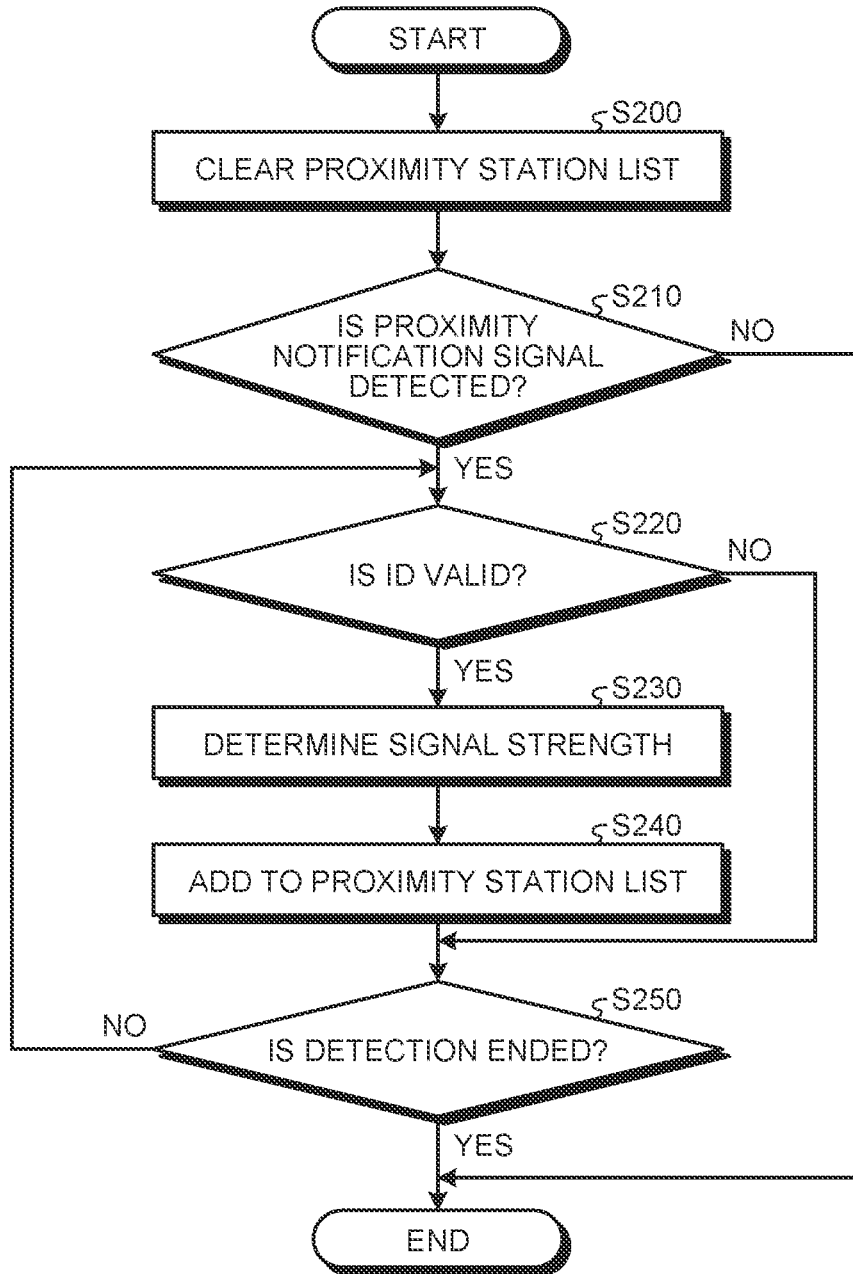 START
S200
CLEAR PROXIMITY STATION LIST
S210
IS PROXIMITY
NOTIFICATION SIGNAL
DETECTED?
NO
YES
S220
IS ID VALID?
NO
YES
S230
DETERMINE SIGNAL STRENGTH
S240
ADD TO PROXIMITY STATION LIST
S250
NO
IS DETECTION ENDED?
YES
END